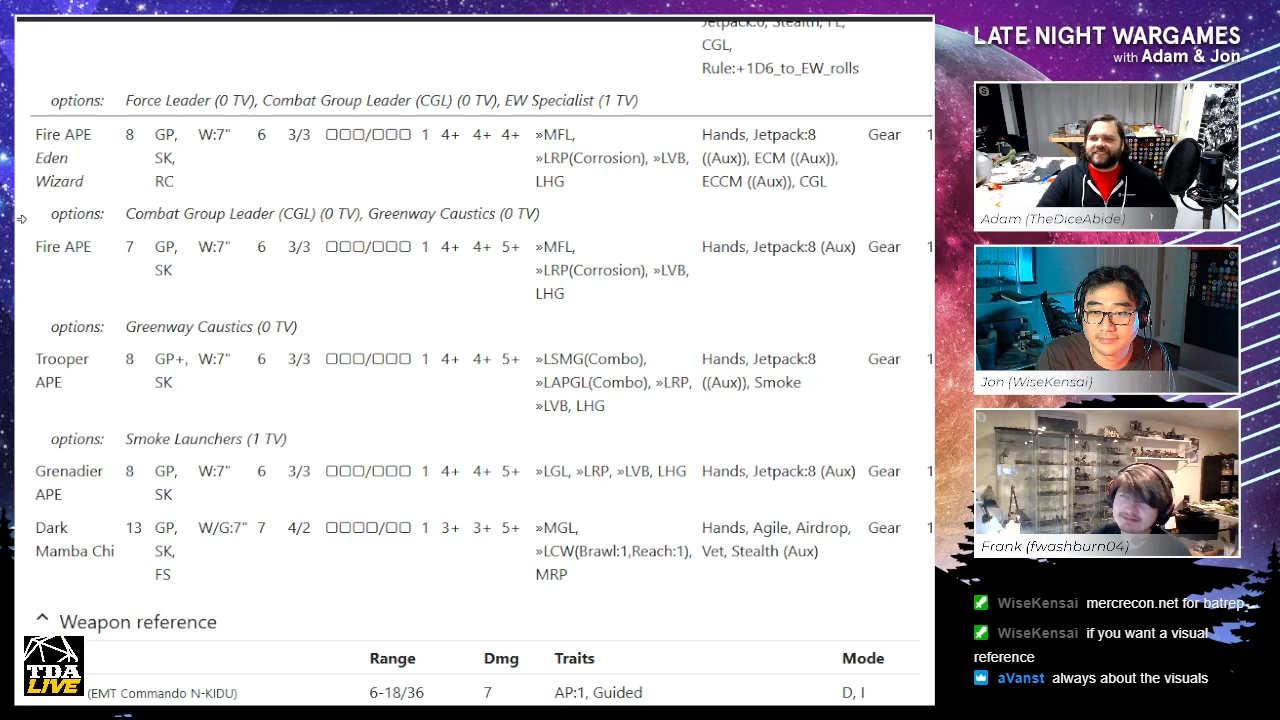 Jetpack:8, Stealth, FL,
CGL,
Rule:+1D6_to_EW_rolls
options: Force Leader (0 TV), Combat Group Leader (CGL) (0 TV), EW Specialist (1 TV)
Fire APE 8 GP, W:7" 6 3/3 □□□/□□□ 1 4+ 4+ 4+ »MFL, Hands, Jetpack:8 Gear 1
Eden SK, »LRP(Corrosion), »LVB, ((Aux)), ECM ((Aux)),
Wizard RC LHG ECCM ((Aux)), CGL
options: Combat Group Leader (CGL) (0 TV), Greenway Caustics (0 TV)
Fire APE 7 GP, W:7" 6 3/3 □□□/□□□ 1 4+ 4+ 5+ »MFL, Hands, Jetpack:8 (Aux) Gear 1
SK »LRP(Corrosion), »LVB,
LHG
options: Greenway Caustics (0 TV)
Trooper 8 GP+, W:7" 6 3/3 □□□/□□□ 1 4+ 4+ 5+ »LSMG(Combo), Hands, Jetpack:8 Gear 1
APE SK »LAPGL(Combo), »LRP, ((Aux)), Smoke
»LVB, LHG
options: Smoke Launchers (1 TV)
Grenadier 8 GP, W:7" 6 3/3 □□□/□□□ 1 4+ 4+ 5+ »LGL, »LRP, »LVB, LHG Hands, Jetpack:8 (Aux) Gear 1
APE SK
Dark 13 GP, W/G:7" 7 4/2 □□□□/□□ 1 3+ 3+ 5+ »MGL, Hands, Agile, Airdrop, Gear 1
Mamba Chi SK, »LCW(Brawl:1,Reach:1), Vet, Stealth (Aux)
FS MRP
Weapon reference
Range Dmg Traits Mode
(EMT Commando N-KIDU) 6-18/36 7 AP:1, Guided D, I
TDA
LIVE
LATE NIGHT WARGAMES
with Adam & Jon
Adam (TheDiceAbide)
Jon (WiseKensai)
Frank (fwashburn04)
WiseKensai mercrecon.net for batrep
WiseKensai if you want a visual
reference
aVanst always about the visuals